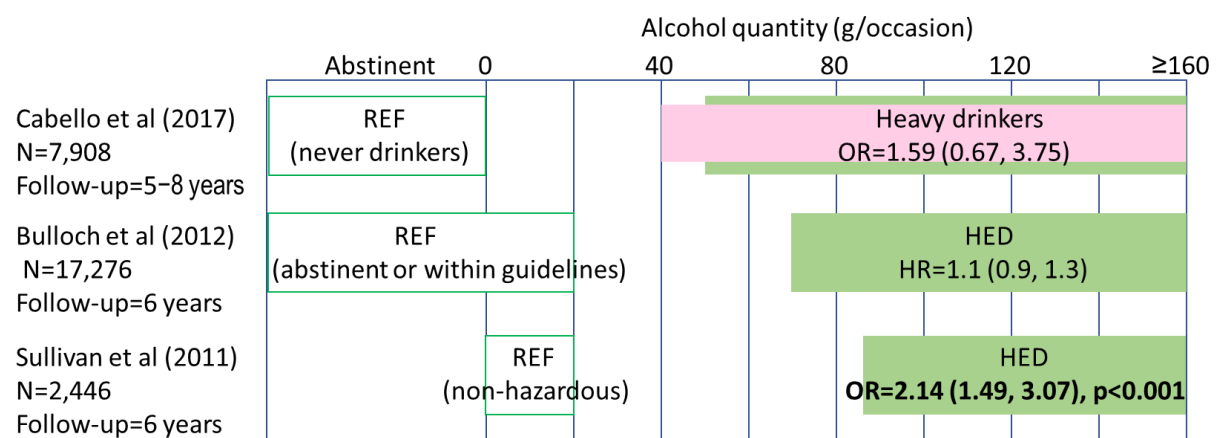 Alcohol quantity (g/occasion)
Abstinent 0 40 80 120 ≥160
Cabello et al (2017)
N=7,908
Follow-up=5−8 years
REF
(never drinkers)
Heavy drinkers
OR=1.59 (0.67, 3.75)
Bulloch et al (2012)
N=17,276
Follow-up=6 years
REF
(abstinent or within guidelines)
HED
HR=1.1 (0.9, 1.3)
Sullivan et al (2011)
N=2,446
Follow-up=6 years
REF
(non-hazardous)
HED
OR=2.14 (1.49, 3.07), p<0.001